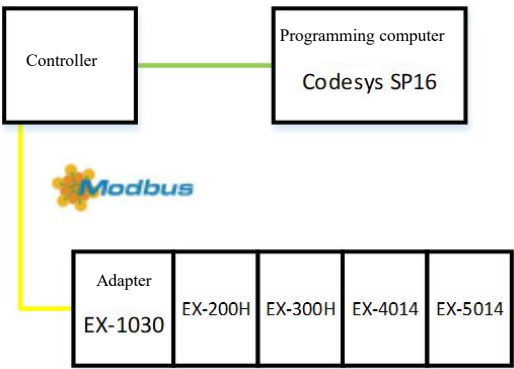 Controller
Programming computer
Codesys SP16
Modbus
Adapter
EX-1030
EX-200H
EX-300H
EX-4014
EX-5014